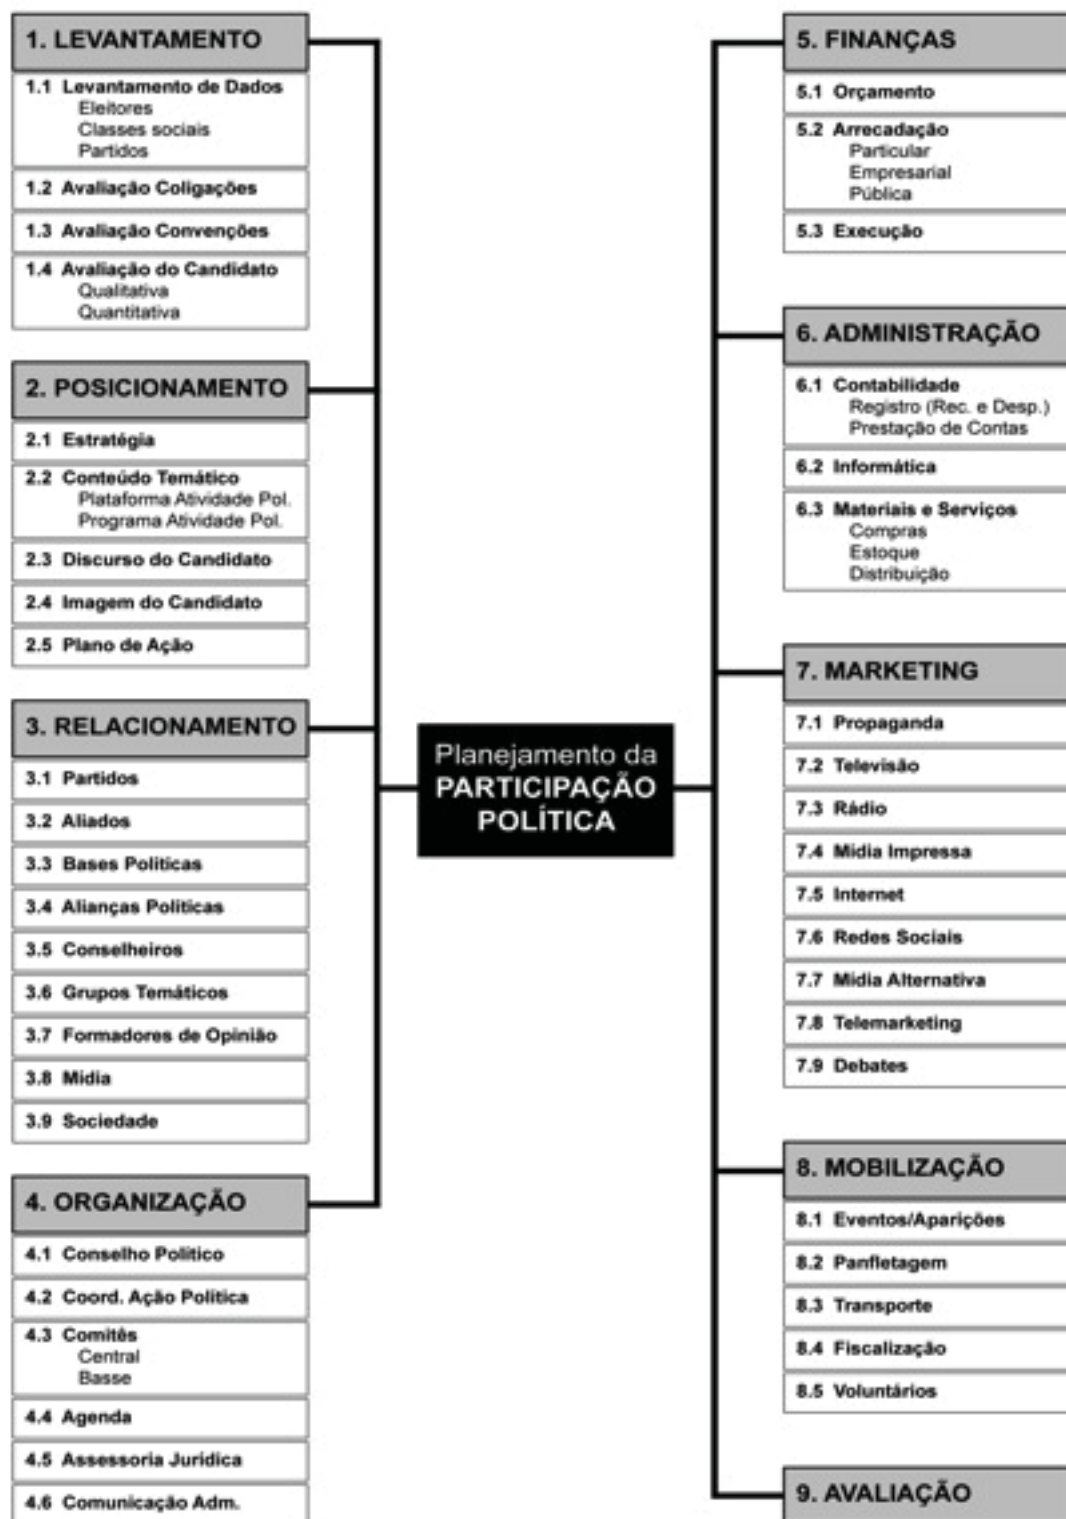 1. LEVANTAMENTO
1.1 Levantamento de Dados
Eleitores
Classes sociais
Partidos
1.2 Avaliação Coligações
1.3 Avaliação Convenções
1.4 Avaliação do Candidato
Qualitativa
Quantitativa
2. POSICIONAMENTO
2.1 Estratégia
2.2 Conteúdo Temático
Plataforma Atividade Pol.
Programa Atividade Pol.
2.3 Discurso do Candidato
2.4 Imagem do Candidato
2.5 Plano de Ação
3. RELACIONAMENTO
3.1 Partidos
3.2 Aliados
3.3 Bases Políticas
3.4 Alianças Políticas
3.5 Conselheiros
3.6 Grupos Temáticos
3.7 Formadores de Opinião
3.8 Mídia
3.9 Sociedade
4. ORGANIZAÇÃO
4.1 Conselho Político
4.2 Coord. Ação Política
4.3 Comitês
Central
Basse
4.4 Agenda
4.5 Assessoria Jurídica
4.6 Comunicação Adm.
Planejamento da
PARTICIPAÇÃO
POLÍTICA
5. FINANÇAS
5.1 Orçamento
5.2 Arrecadação
Particular
Empresarial
Pública
5.3 Execução
6. ADMINISTRAÇÃO
6.1 Contabilidade
Registro (Rec. e Desp.)
Prestação de Contas
6.2 Informática
6.3 Materiais e Serviços
Compras
Estoque
Distribuição
7. MARKETING
7.1 Propaganda
7.2 Televisão
7.3 Rádio
7.4 Mídia Impressa
7.5 Internet
7.6 Redes Sociais
7.7 Mídia Alternativa
7.8 Telemarketing
7.9 Debates
8. MOBILIZAÇÃO
8.1 Eventos/Aparições
8.2 Panfletagem
8.3 Transporte
8.4 Fiscalização
8.5 Voluntários
9. AVALIAÇÃO